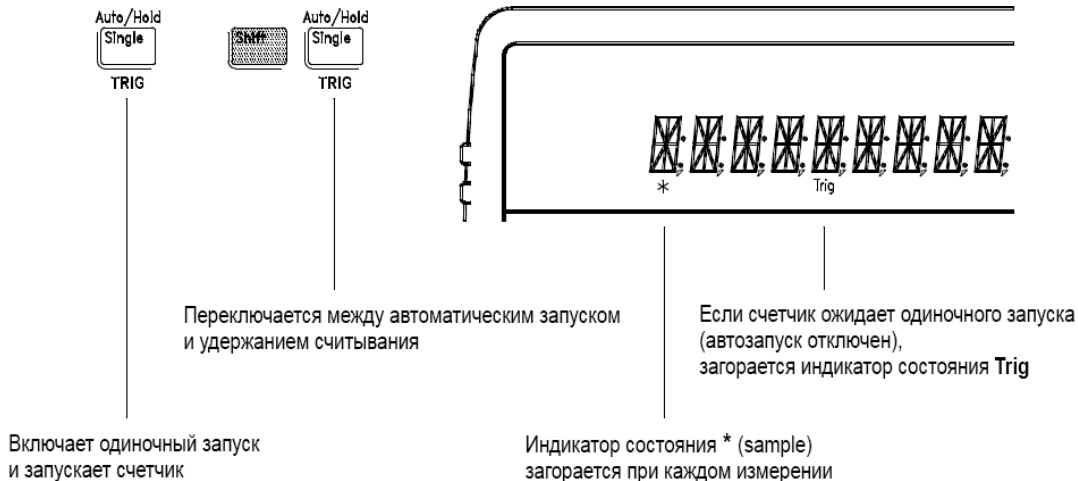 Auto/Hold
Single
TRIG
Shift
Auto/Hold
Single
TRIG
*
Trig
Переключается между автоматическим запуском
и удержанием считывания
Если счетчик ожидает одиночного запуска
(автозапуск отключен),
загорается индикатор состояния Trig
Включает одиночный запуск
и запускает счетчик
Индикатор состояния * (sample)
загорается при каждом измерении